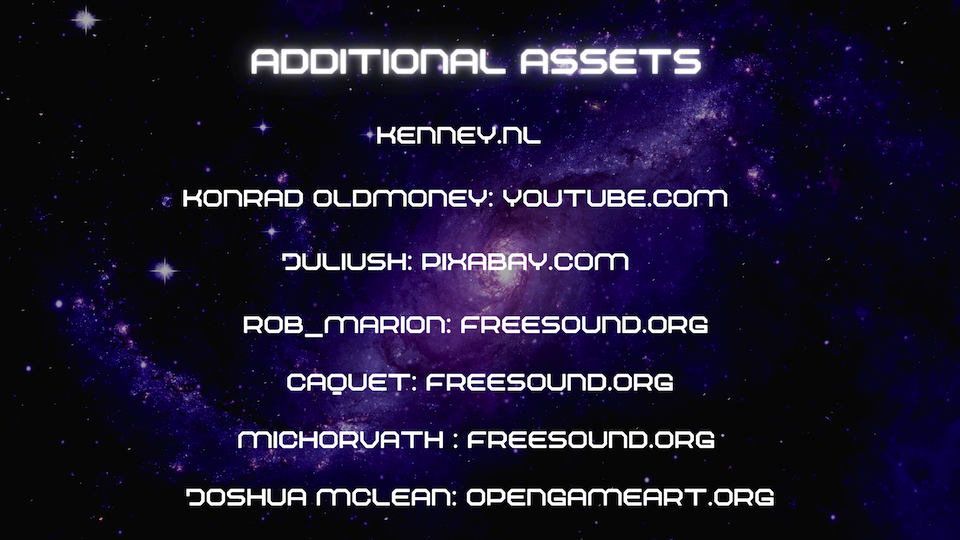 ADDITIONAL ASSETS
KENNEY.NL
KONRAD OLDMONEY: YOUTUBE.COM
JULIUSH: PIXABAY.COM
ROB_MARION: FREESOUND.ORG
CAQUET: FREESOUND.ORG
MICHORVATH : FREESOUND.ORG
JOSHUA MCLEAN: OPENGAMEART.ORG